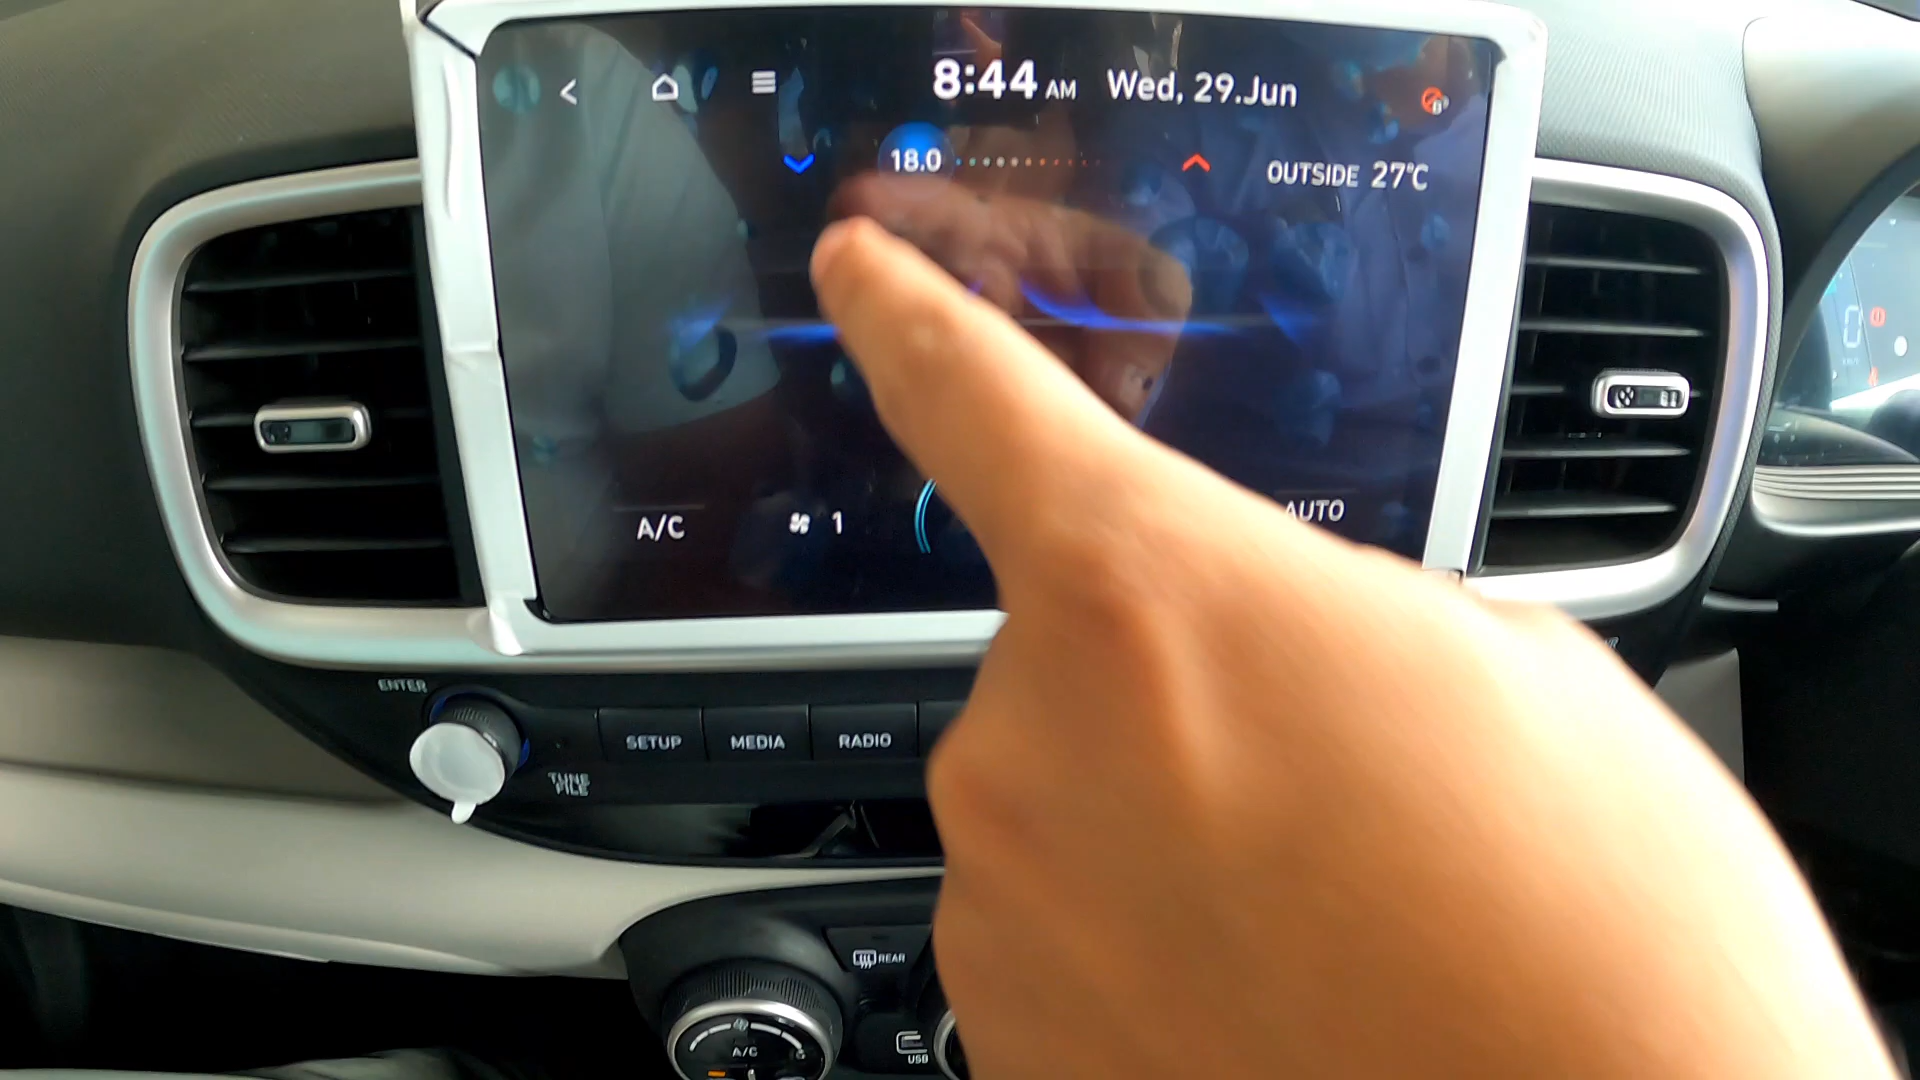 8:44 AM Wed, 29.Jun
18.0
OUTSIDE 27°C
A/C
1
AUTO
ENTER
SETUP
MEDIA
RADIO
TUNE
FILE
REAR
A/C
USB
0